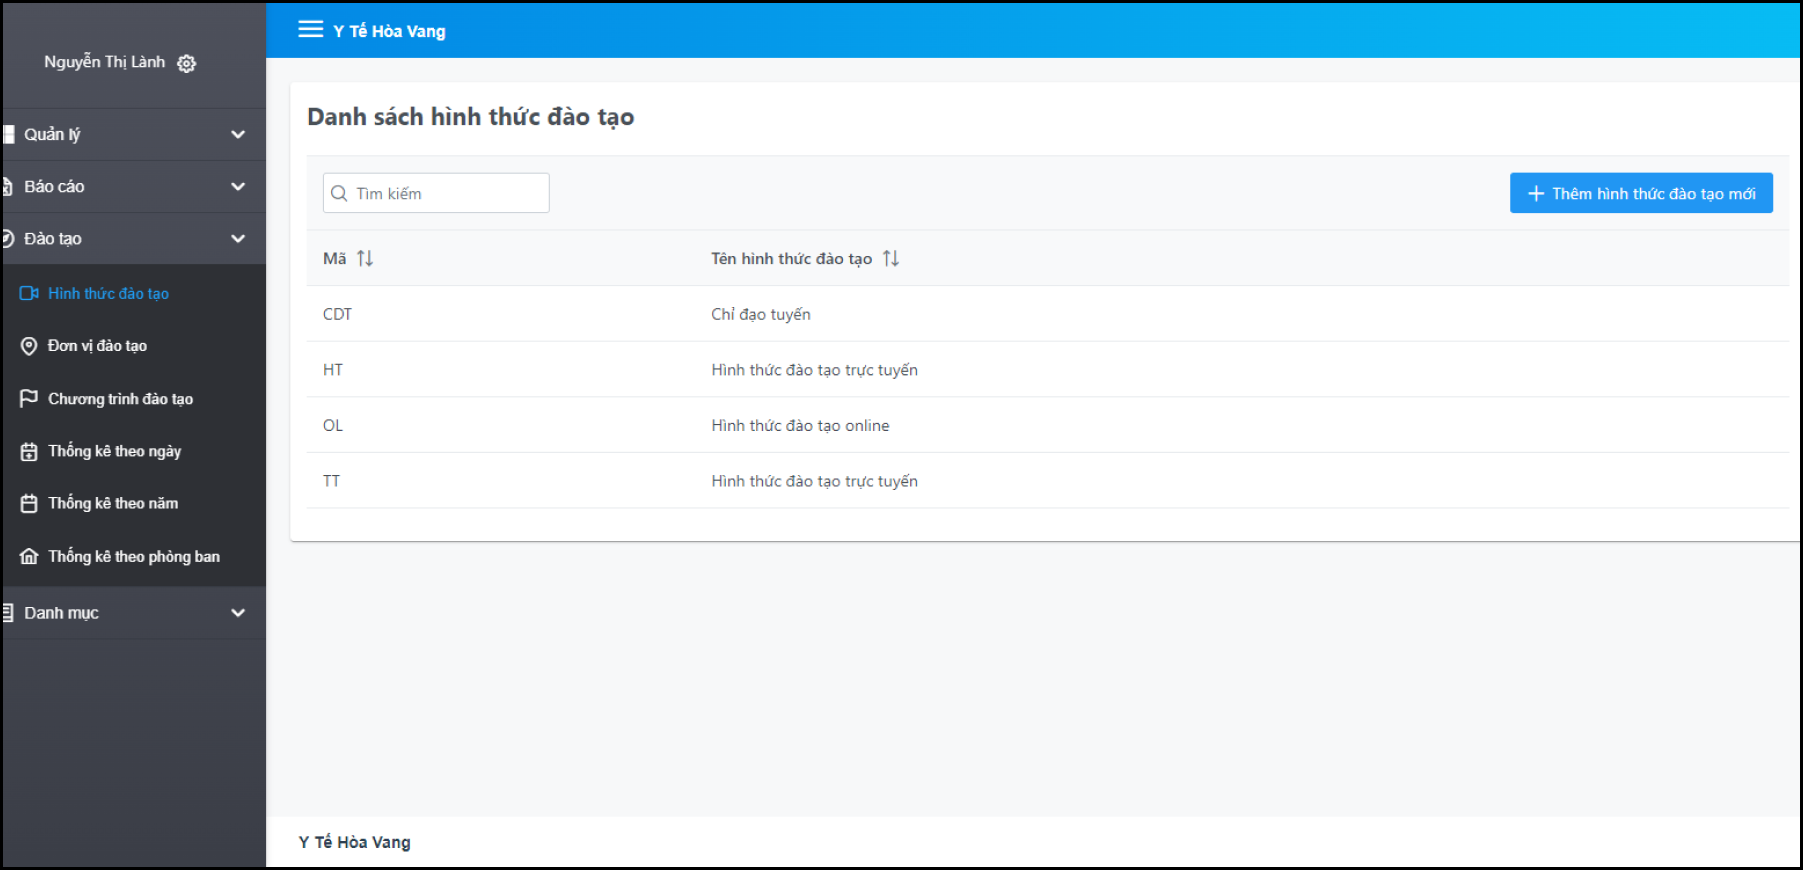 Nguyễn Thị Lành
Quản lý
Báo cáo
Đào tạo
Hình thức đào tạo
Đơn vị đào tạo
Chương trình đào tạo
Thống kê theo ngày
Thống kê theo năm
Thống kê theo phòng ban
Danh mục
Y Tế Hòa Vang
Danh sách hình thức đào tạo
Tìm kiếm
Thêm hình thức đào tạo mới
Mã Tên hình thức đào tạo
CDT Chỉ đạo tuyến
HT Hình thức đào tạo trực tuyến
OL Hình thức đào tạo online
TT Hình thức đào tạo trực tuyến
Y Tế Hòa Vang